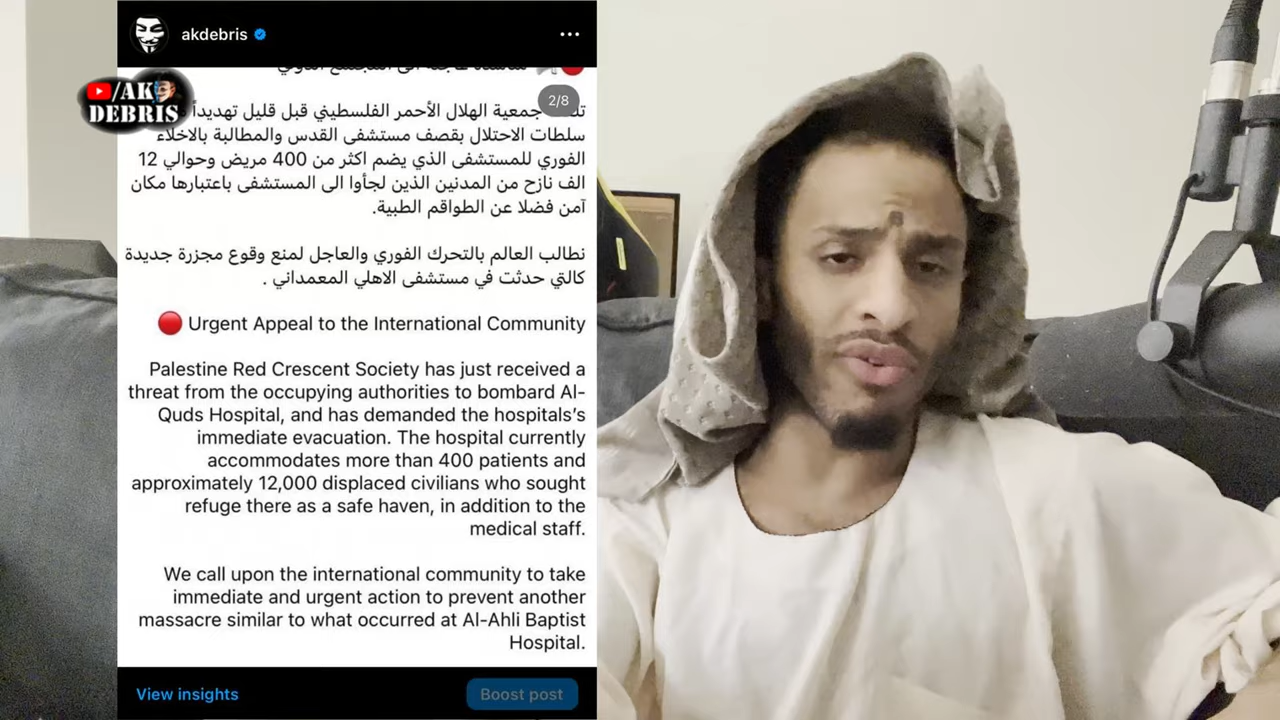 akdebris
/AK
DEBRIS
2/8
جمعية الهلال الأحمر الفلسطيني قبل قليل تهديداً
سلطات الاحتلال بقصف مستشفى القدس والمطالبة بالاخلاء
الفوري للمستشفى الذي يضم اكثر من 400 مريض وحوالي 12
الف نازح من المدنين الذين لجأوا الى المستشفى باعتبارها مكان
آمن فضلا عن الطواقم الطبية.
نطالب العالم بالتحرك الفوري والعاجل لمنع وقوع مجزرة جديدة
كالتي حدثت في مستشفى الاهلي المعمداني .
Urgent Appeal to the International Community
Palestine Red Crescent Society has just received a
threat from the occupying authorities to bombard Al-
Quds Hospital, and has demanded the hospitals's
immediate evacuation. The hospital currently
accommodates more than 400 patients and
approximately 12,000 displaced civilians who sought
refuge there as a safe haven, in addition to the
medical staff.
We call upon the international community to take
immediate and urgent action to prevent another
massacre similar to what occurred at Al-Ahli Baptist
Hospital.
View insights
Boost post